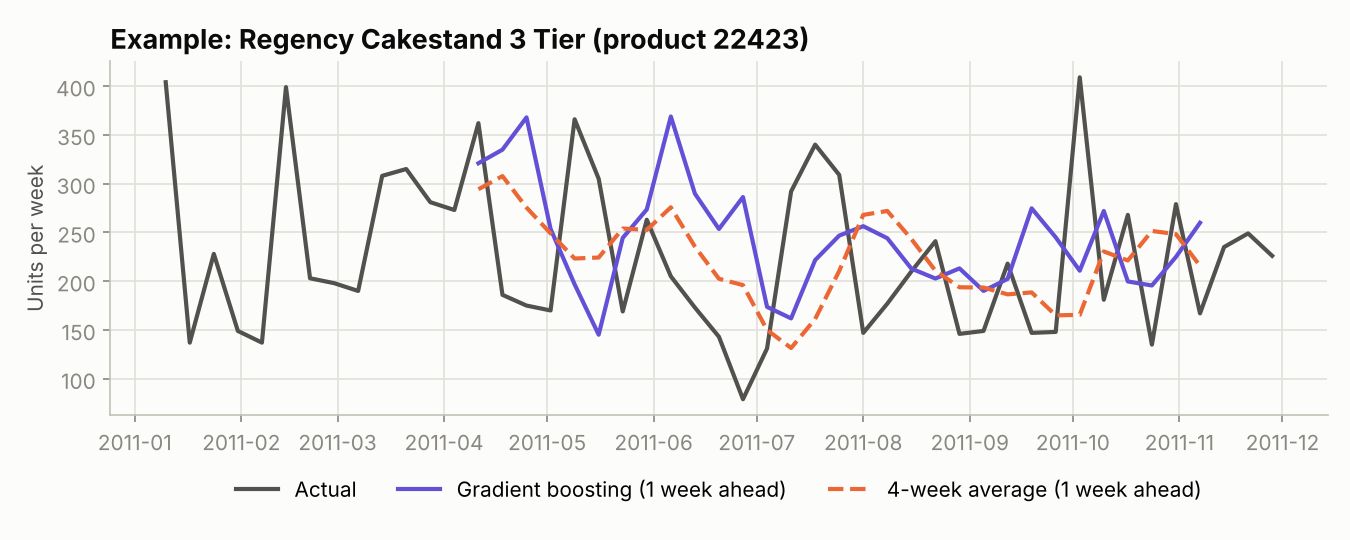 Example: Regency Cakestand 3 Tier (product 22423)
Units per week
400
350
300
250
200
150
100
2011-01 2011-02 2011-03 2011-04 2011-05 2011-06 2011-07 2011-08 2011-09 2011-10 2011-11 2011-12
Actual Gradient boosting (1 week ahead) 4-week average (1 week ahead)